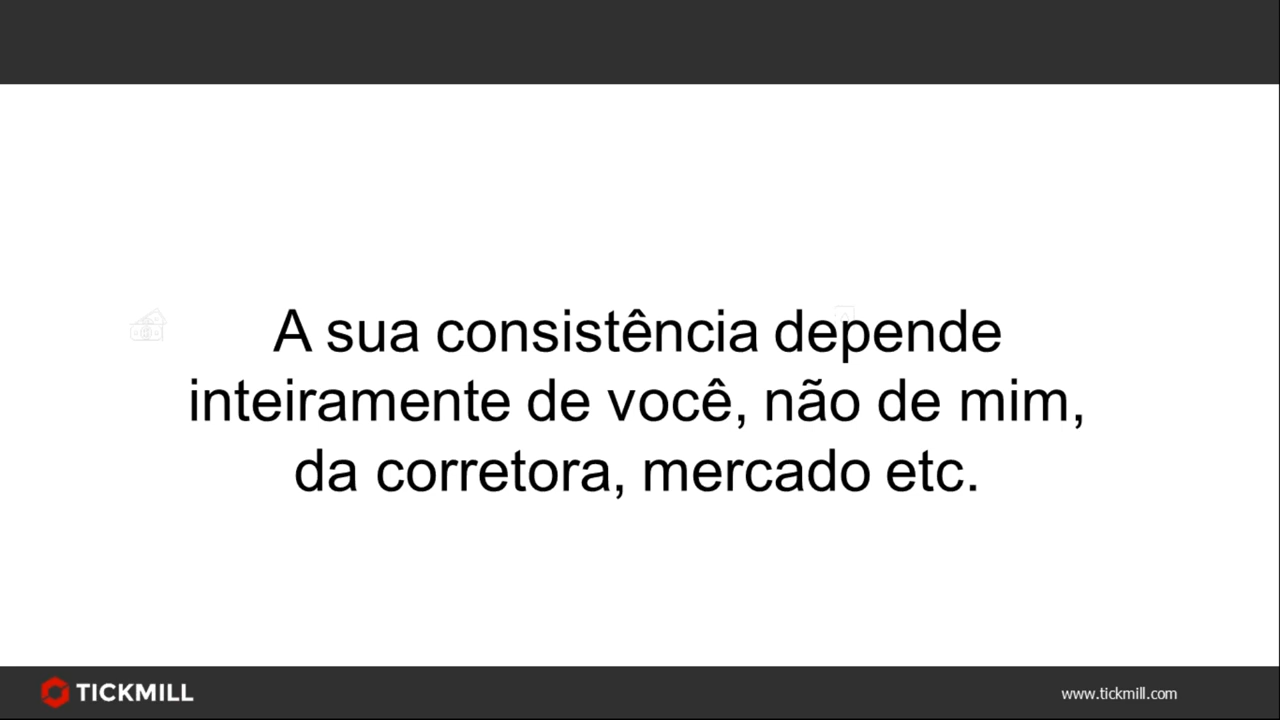 A sua consistência depende
inteiramente de você, não de mim,
da corretora, mercado etc.
TICKMILL
www.tickmill.com